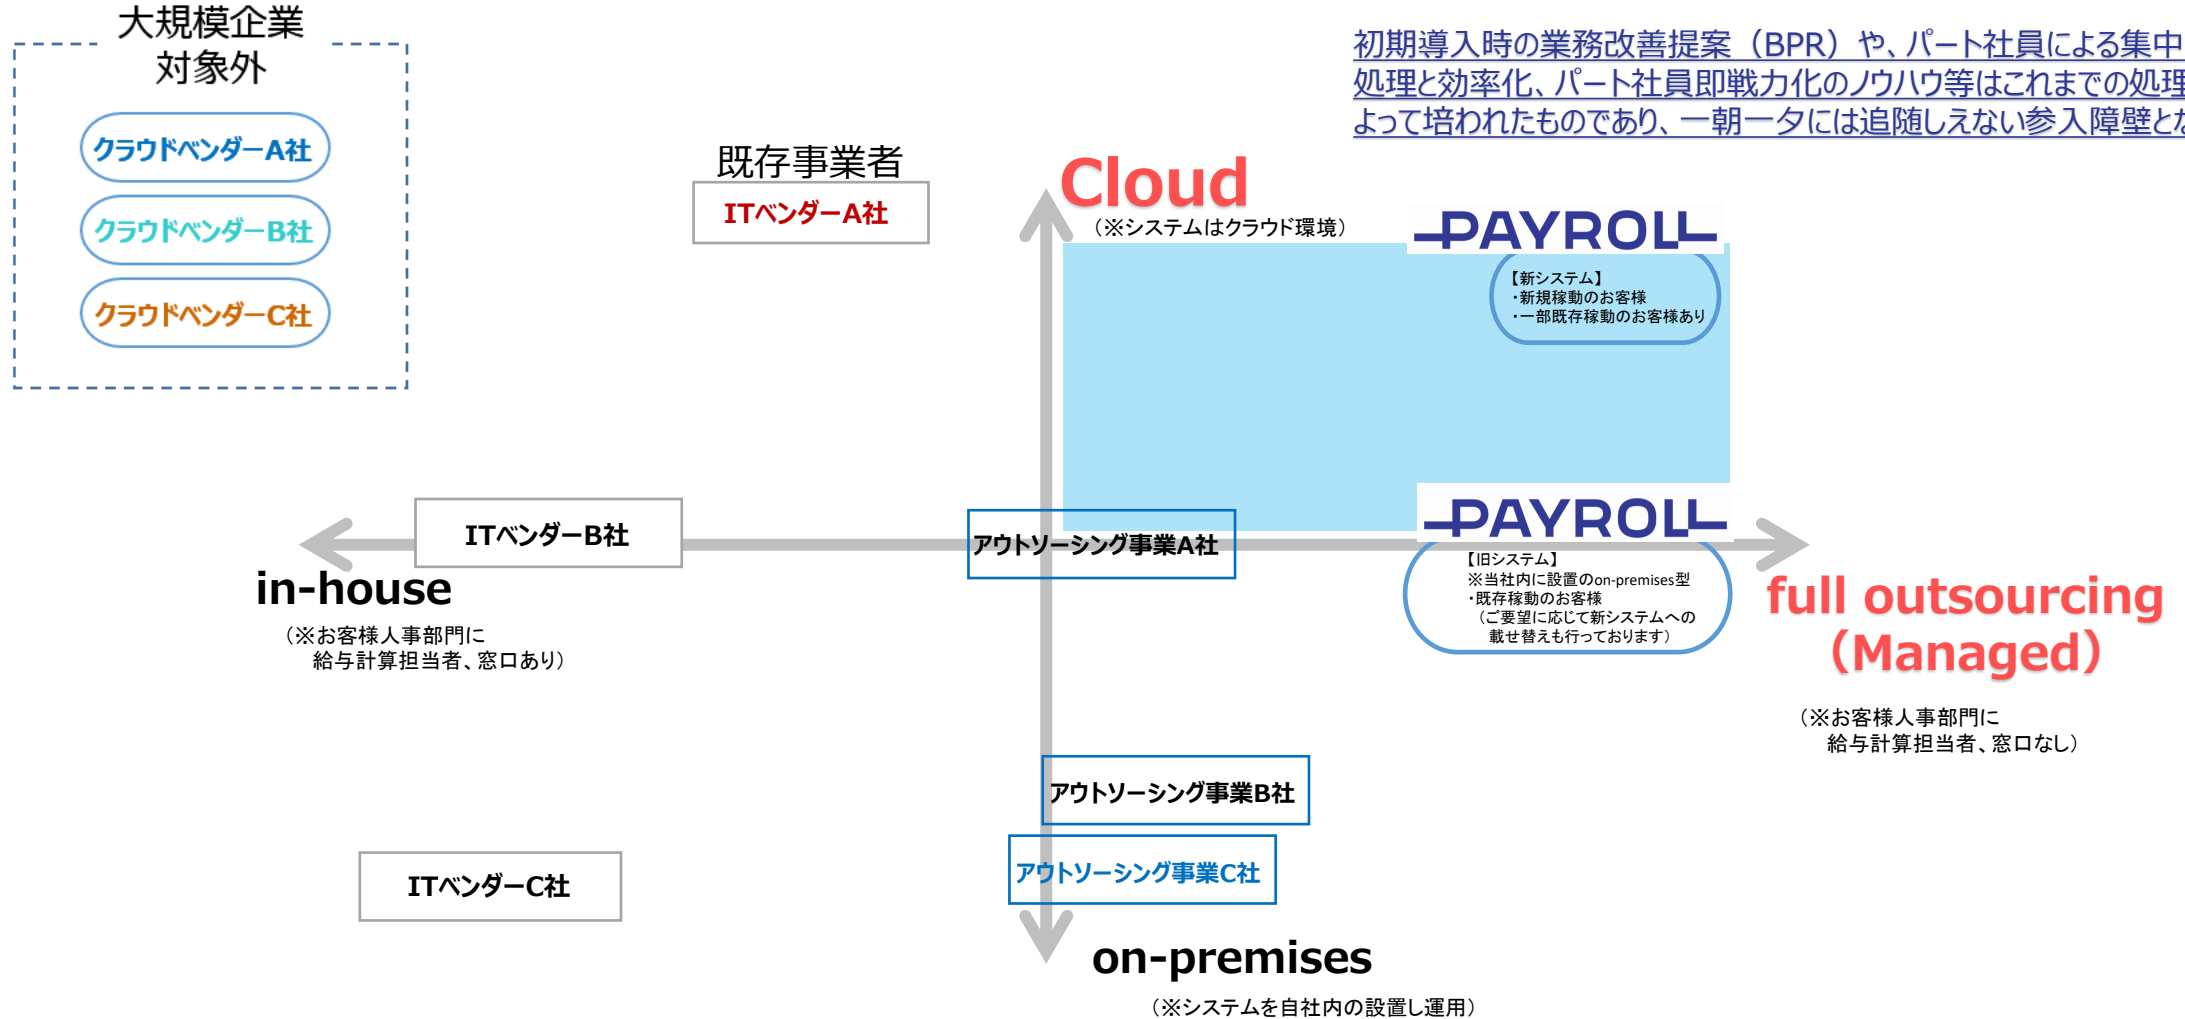 大規模企業
対象外
クラウドベンダーA社
クラウドベンダーB社
クラウドベンダーC社
初期導入時の業務改善提案（BPR）や、パート社員による集中
処理と効率化、パート社員即戦力化のノウハウ等はこれまでの処理
よって培われたものであり、一朝一夕には追随しえない参入障壁とな
既存事業者
ITベンダーA社
Cloud
（※システムはクラウド環境）
PAYROLL
【新システム】
・新規稼動のお客様
・一部既存稼動のお客様あり
ITベンダーB社
アウトソーシング事業A社
PAYROLL
【旧システム】
※当社内に設置のon-premises型
・既存稼動のお客様
（ご要望に応じて新システムへの
載せ替えも行っております）
in-house
（※お客様人事部門に
給与計算担当者、窓口あり）
full outsourcing
（Managed）
（※お客様人事部門に
給与計算担当者、窓口なし）
アウトソーシング事業B社
アウトソーシング事業C社
ITベンダーC社
on-premises
（※システムを自社内の設置し運用）